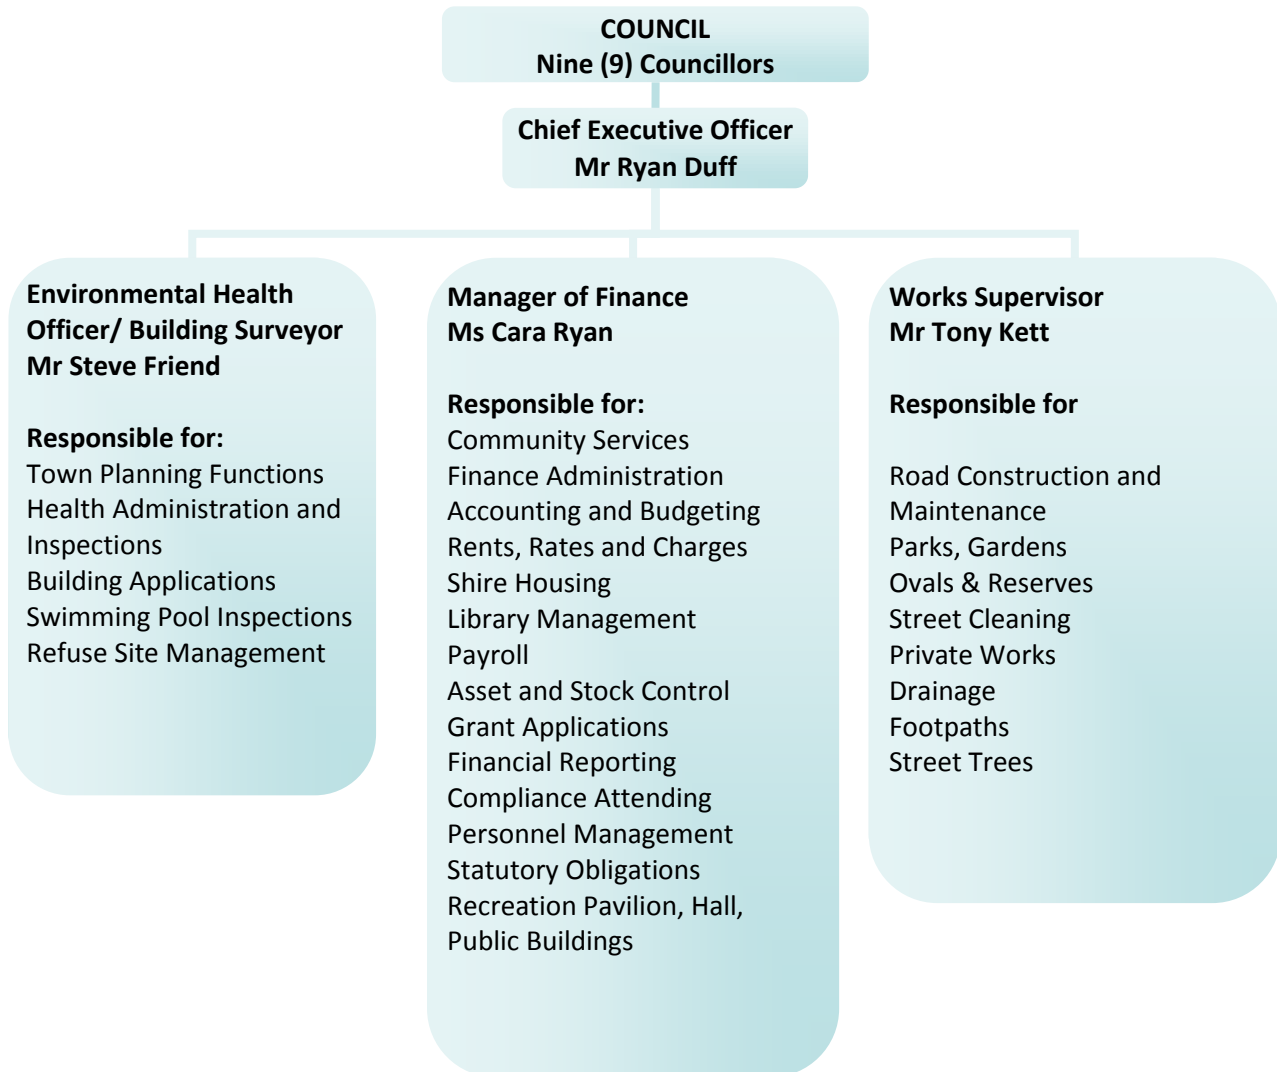 COUNCIL
Nine (9) Councillors
Chief Executive Officer
Mr Ryan Duff
Environmental Health
Officer/ Building Surveyor
Mr Steve Friend
Responsible for:
Town Planning Functions
Health Administration and
Inspections
Building Applications
Swimming Pool Inspections
Refuse Site Management
Manager of Finance
Ms Cara Ryan
Responsible for:
Community Services
Finance Administration
Accounting and Budgeting
Rents, Rates and Charges
Shire Housing
Library Management
Payroll
Asset and Stock Control
Grant Applications
Financial Reporting
Compliance Attending
Personnel Management
Statutory Obligations
Recreation Pavilion, Hall,
Public Buildings
Works Supervisor
Mr Tony Kett
Responsible for
Road Construction and
Maintenance
Parks, Gardens
Ovals & Reserves
Street Cleaning
Private Works
Drainage
Footpaths
Street Trees